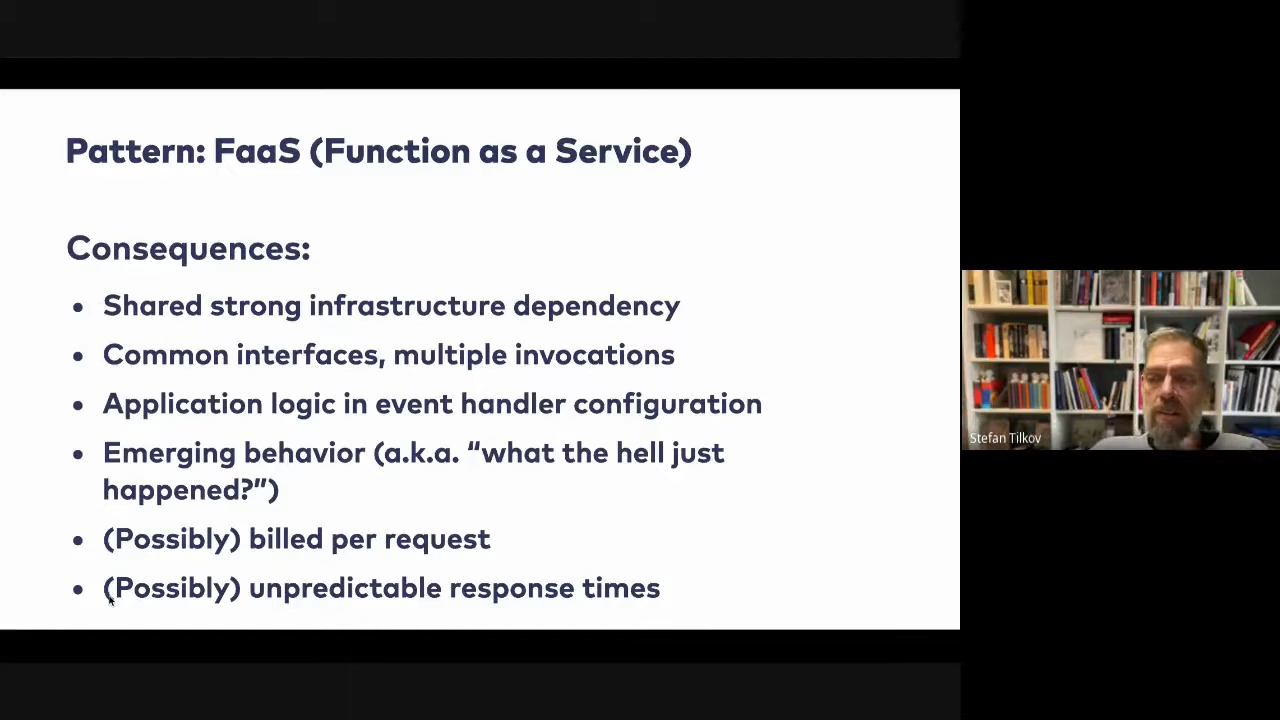 Pattern: FaaS (Function as a Service)
Consequences:
• Shared strong infrastructure dependency
• Common interfaces, multiple invocations
• Application logic in event handler configuration
• Emerging behavior (a.k.a. “what the hell just
happened?”)
• (Possibly) billed per request
• (Possibly) unpredictable response times
Stefan Tilkov